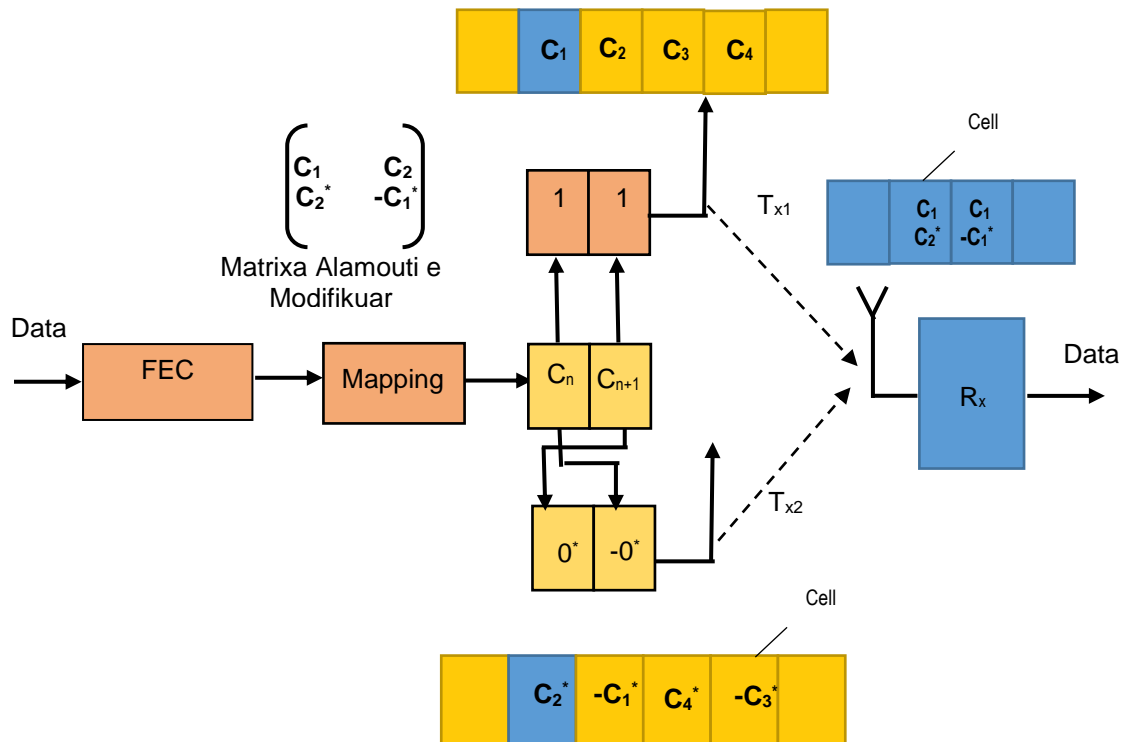 C₁ C₂ C₃ C₄
Cell
C₁ C₂
C₂* -C₁*
Matrixa Alamouti e
Modifikuar
1 1
Tx1
C₁ C₁
C₂* -C₁*
Data
FEC
Mapping
Cn Cn+1
Rx
Data
Tx2
0* -0*
Cell
C₂* -C₁* C₄* -C₃*